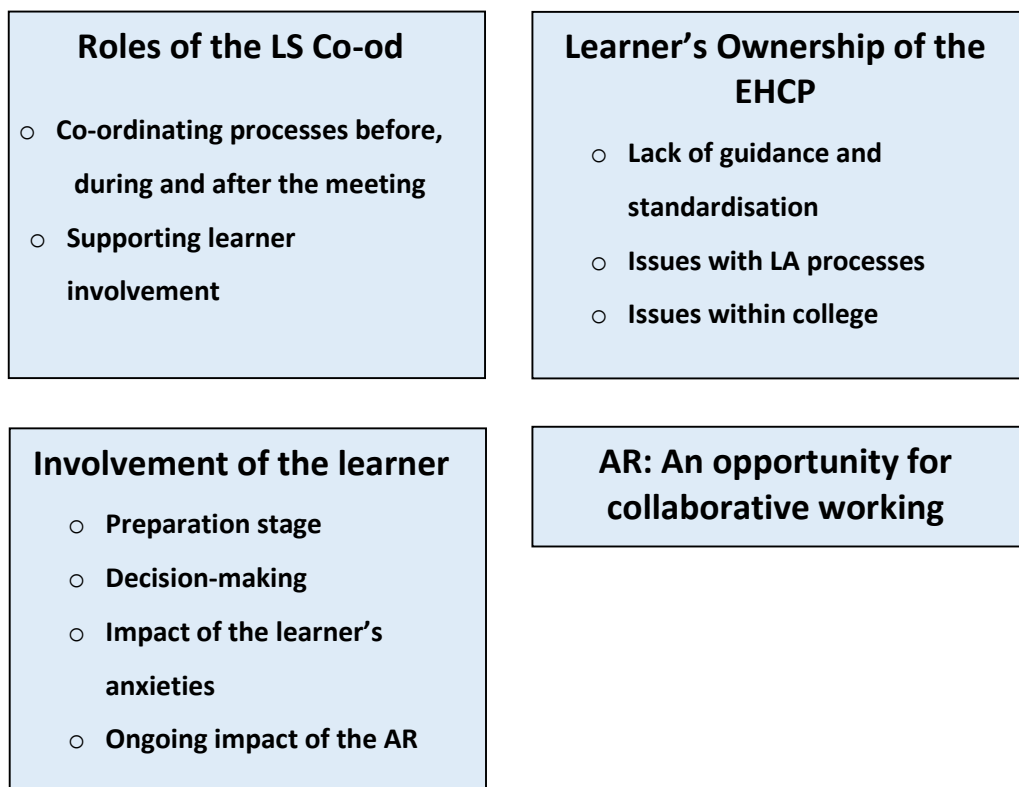 Roles of the LS Co-od
○ Co-ordinating processes before,
during and after the meeting
○ Supporting learner
involvement
Learner’s Ownership of the
EHCP
○ Lack of guidance and
standardisation
○ Issues with LA processes
○ Issues within college
Involvement of the learner
○ Preparation stage
○ Decision-making
○ Impact of the learner’s
anxieties
○ Ongoing impact of the AR
AR: An opportunity for
collaborative working